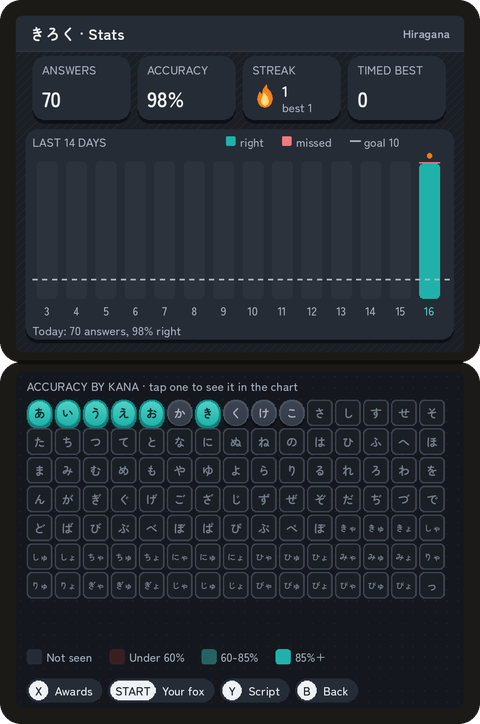 きろく · Stats
Hiragana
ANSWERS
70
ACCURACY
98%
STREAK
1
best 1
TIMED BEST
0
LAST 14 DAYS
right
missed
goal 10
3 4 5 6 7 8 9 10 11 12 13 14 15 16
Today: 70 answers, 98% right
ACCURACY BY KANA · tap one to see it in the chart
あ い う え お か き く け こ さ し す せ そ
た ち つ て と な に ぬ ね の は ひ ふ へ ほ
ま み む め も や ゆ よ ら り る れ ろ わ を
ん が ぎ ぐ げ ご ざ じ ず ぜ ぞ だ ぢ づ で
ど ば び ぶ べ ぼ ぱ ぴ ぷ ぺ ぽ きゃ きゅ きょ しゃ
しゅ しょ ちゃ ちゅ ちょ にゃ にゅ にょ ひゃ ひゅ ひょ みゃ みゅ みょ りゃ
りゅ りょ ぎゃ ぎゅ ぎょ じゃ じゅ じょ びゃ びゅ びょ ぴゃ ぴゅ ぴょ っ
Not seen
Under 60%
60-85%
85%+
X Awards
START Your fox
Y Script
B Back